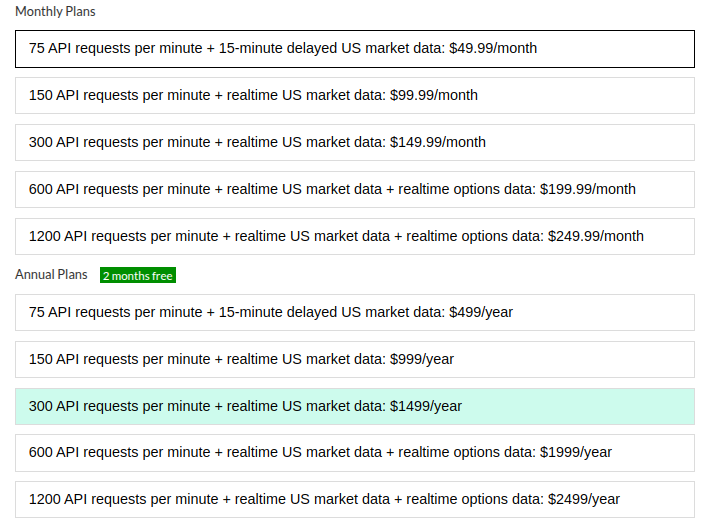 Monthly Plans
75 API requests per minute + 15-minute delayed US market data: $49.99/month
150 API requests per minute + realtime US market data: $99.99/month
300 API requests per minute + realtime US market data: $149.99/month
600 API requests per minute + realtime US market data + realtime options data: $199.99/month
1200 API requests per minute + realtime US market data + realtime options data: $249.99/month
Annual Plans 2 months free
75 API requests per minute + 15-minute delayed US market data: $499/year
150 API requests per minute + realtime US market data: $999/year
300 API requests per minute + realtime US market data: $1499/year
600 API requests per minute + realtime US market data + realtime options data: $1999/year
1200 API requests per minute + realtime US market data + realtime options data: $2499/year